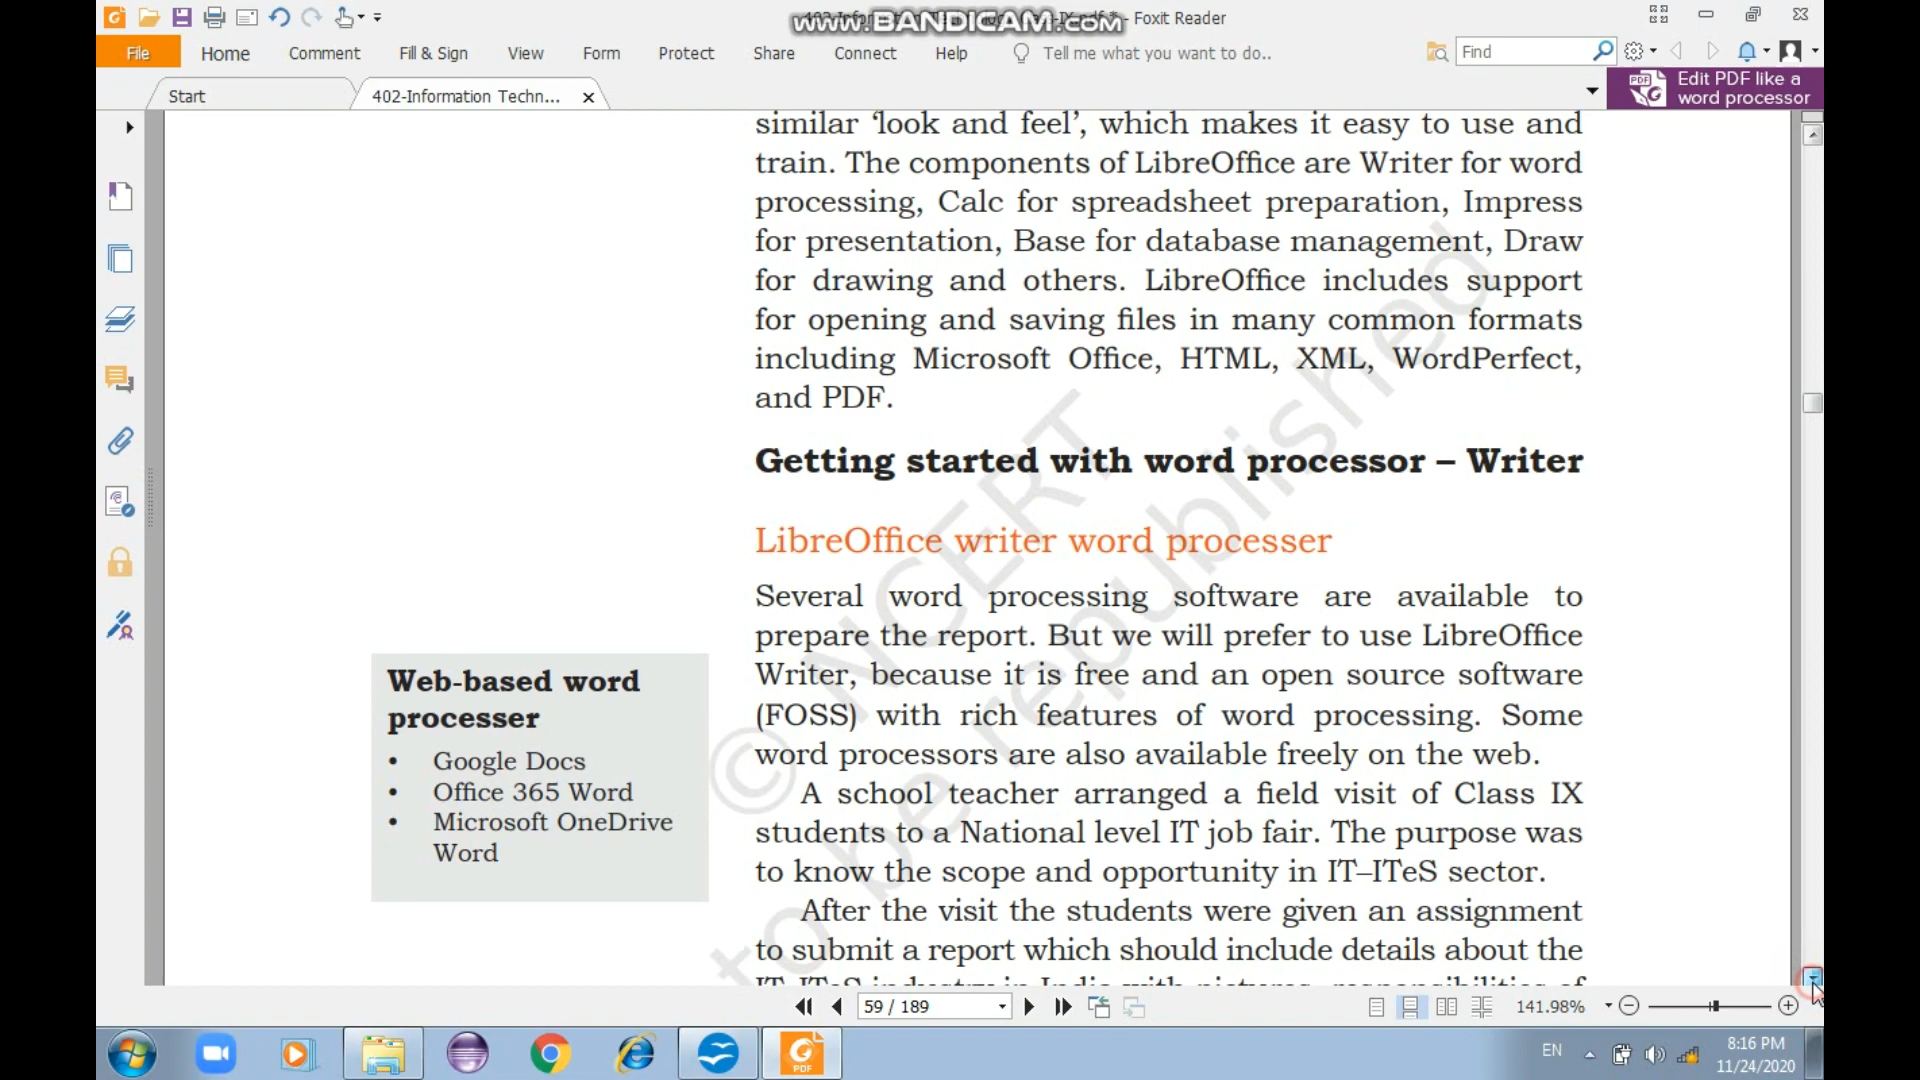 www.BANDICAM.com
- Foxit Reader
File Home Comment Fill & Sign View Form Protect Share Connect Help Tell me what you want to do.. Find
Start 402-Information Techn...
Edit PDF like a
word processor
similar ‘look and feel’, which makes it easy to use and
train. The components of LibreOffice are Writer for word
processing, Calc for spreadsheet preparation, Impress
for presentation, Base for database management, Draw
for drawing and others. LibreOffice includes support
for opening and saving files in many common formats
including Microsoft Office, HTML, XML, WordPerfect,
and PDF.
Getting started with word processor – Writer
LibreOffice writer word processer
Several word processing software are available to
prepare the report. But we will prefer to use LibreOffice
Writer, because it is free and an open source software
(FOSS) with rich features of word processing. Some
word processors are also available freely on the web.
A school teacher arranged a field visit of Class IX
students to a National level IT job fair. The purpose was
to know the scope and opportunity in IT–ITeS sector.
After the visit the students were given an assignment
to submit a report which should include details about the
Web-based word
processer
• Google Docs
• Office 365 Word
• Microsoft OneDrive
Word
© NCERT
to be republished
59 / 189
141.98%
EN
8:16 PM
11/24/2020
PDF